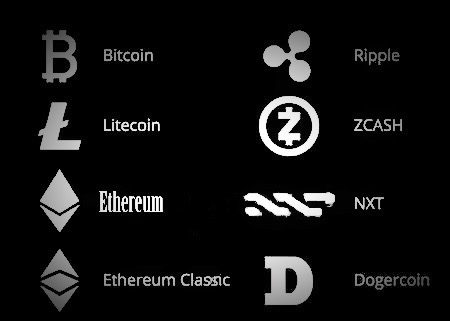 Bitcoin
Ripple
Litecoin
ZCASH
Ethereum
NXT
Ethereum Classic
Dogercoin